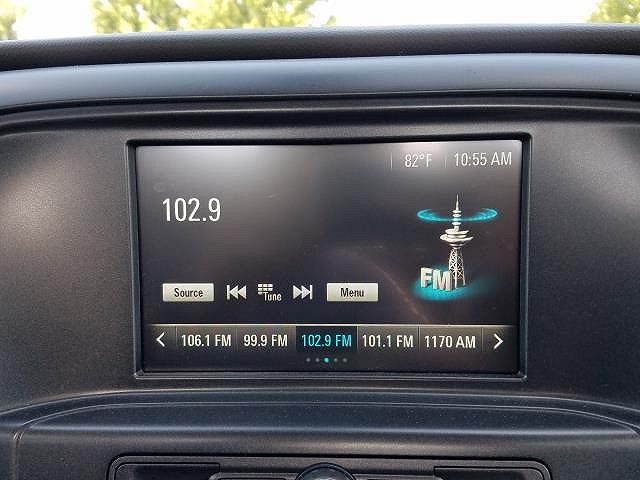 82°F 10:55 AM
102.9
FM
Source Tune Menu
106.1 FM 99.9 FM 102.9 FM 101.1 FM 1170 AM